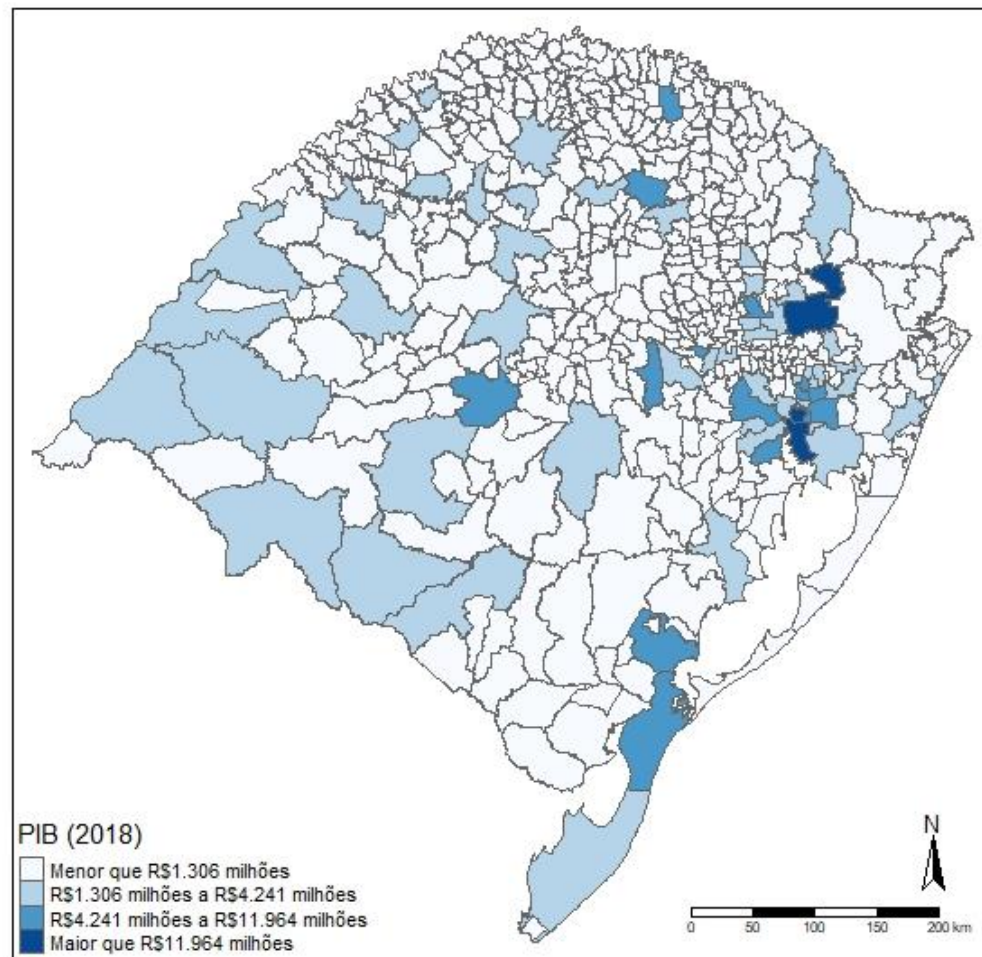 PIB (2018)
Menor que R$1.306 milhões
R$1.306 milhões a R$4.241 milhões
R$4.241 milhões a R$11.964 milhões
Maior que R$11.964 milhões
N
0 50 100 150 200 km